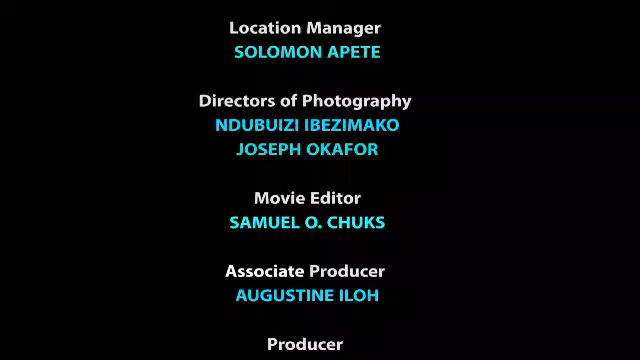 Location Manager
SOLOMON APETE
Directors of Photography
NDUBUIZI IBEZIMAKO
JOSEPH OKAFOR
Movie Editor
SAMUEL O. CHUKS
Associate Producer
AUGUSTINE ILOH
Producer